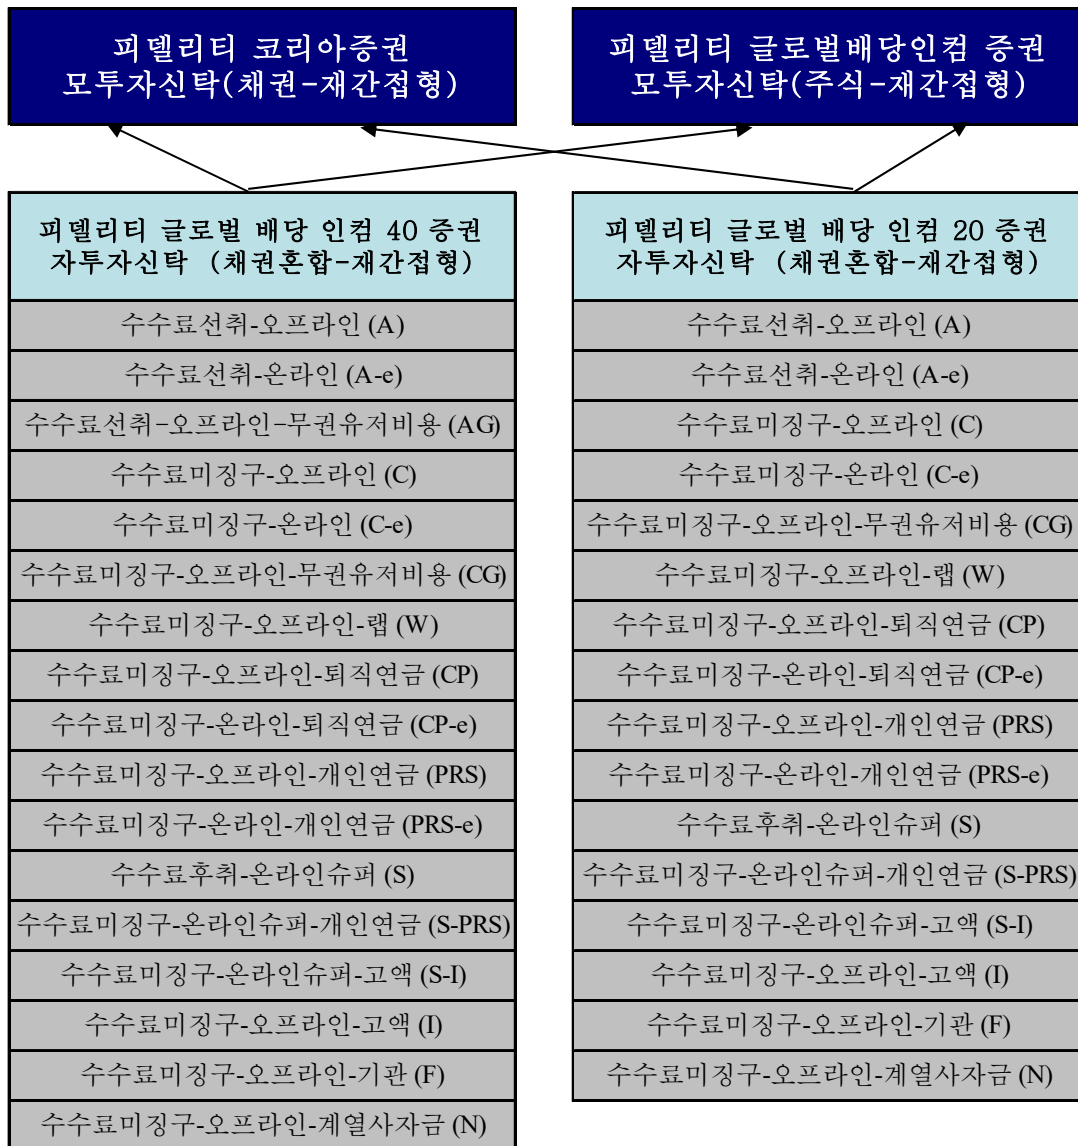 피델리티 코리아증권
모투자신탁(채권-재간접형)
피델리티 글로벌배당인컴 증권
모투자신탁(주식-재간접형)
피델리티 글로벌 배당 인컴 40 증권
자투자신탁 (채권혼합-재간접형)
수수료선취-오프라인 (A)
수수료선취-온라인 (A-e)
수수료선취-오프라인-무권유저비용 (AG)
수수료미징구-오프라인 (C)
수수료미징구-온라인 (C-e)
수수료미징구-오프라인-무권유저비용 (CG)
수수료미징구-오프라인-랩 (W)
수수료미징구-오프라인-퇴직연금 (CP)
수수료미징구-온라인-퇴직연금 (CP-e)
수수료미징구-오프라인-개인연금 (PRS)
수수료미징구-온라인-개인연금 (PRS-e)
수수료후취-온라인슈퍼 (S)
수수료미징구-온라인슈퍼-개인연금 (S-PRS)
수수료미징구-온라인슈퍼-고액 (S-I)
수수료미징구-오프라인-고액 (I)
수수료미징구-오프라인-기관 (F)
수수료미징구-오프라인-계열사자금 (N)
피델리티 글로벌 배당 인컴 20 증권
자투자신탁 (채권혼합-재간접형)
수수료선취-오프라인 (A)
수수료선취-온라인 (A-e)
수수료미징구-오프라인 (C)
수수료미징구-온라인 (C-e)
수수료미징구-오프라인-무권유저비용 (CG)
수수료미징구-오프라인-랩 (W)
수수료미징구-오프라인-퇴직연금 (CP)
수수료미징구-온라인-퇴직연금 (CP-e)
수수료미징구-오프라인-개인연금 (PRS)
수수료미징구-온라인-개인연금 (PRS-e)
수수료후취-온라인슈퍼 (S)
수수료미징구-온라인슈퍼-개인연금 (S-PRS)
수수료미징구-온라인슈퍼-고액 (S-I)
수수료미징구-오프라인-고액 (I)
수수료미징구-오프라인-기관 (F)
수수료미징구-오프라인-계열사자금 (N)